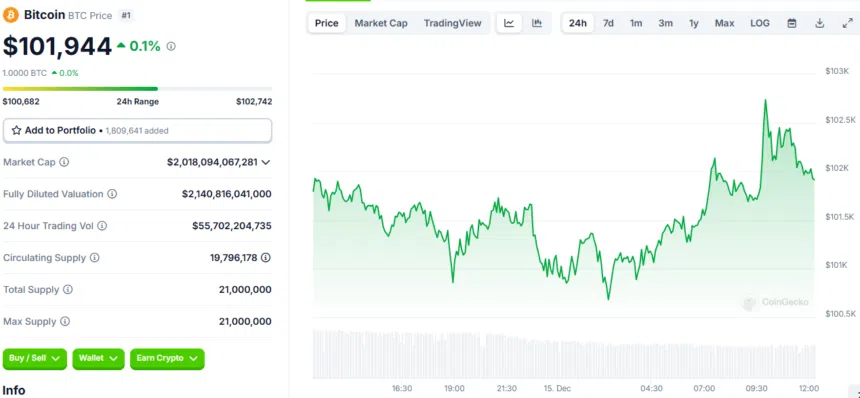 Bitcoin BTC Price #1
$101,944 0.1%
1.0000 BTC 0.0%
$100,682 24h Range $102,742
Add to Portfolio • 1,809,641 added
Market Cap $2,018,094,067,281
Fully Diluted Valuation $2,140,816,041,000
24 Hour Trading Vol $55,702,204,735
Circulating Supply 19,796,178
Total Supply 21,000,000
Max Supply 21,000,000
Buy / Sell Wallet Earn Crypto
Info
Price Market Cap TradingView 24h 7d 1m 3m 1y Max LOG
$103K
$102.5K
$102K
$101.5K
$101K
$100.5K
CoinGecko
16:30 19:00 21:30 15. Dec 04:30 07:00 09:30 12:00